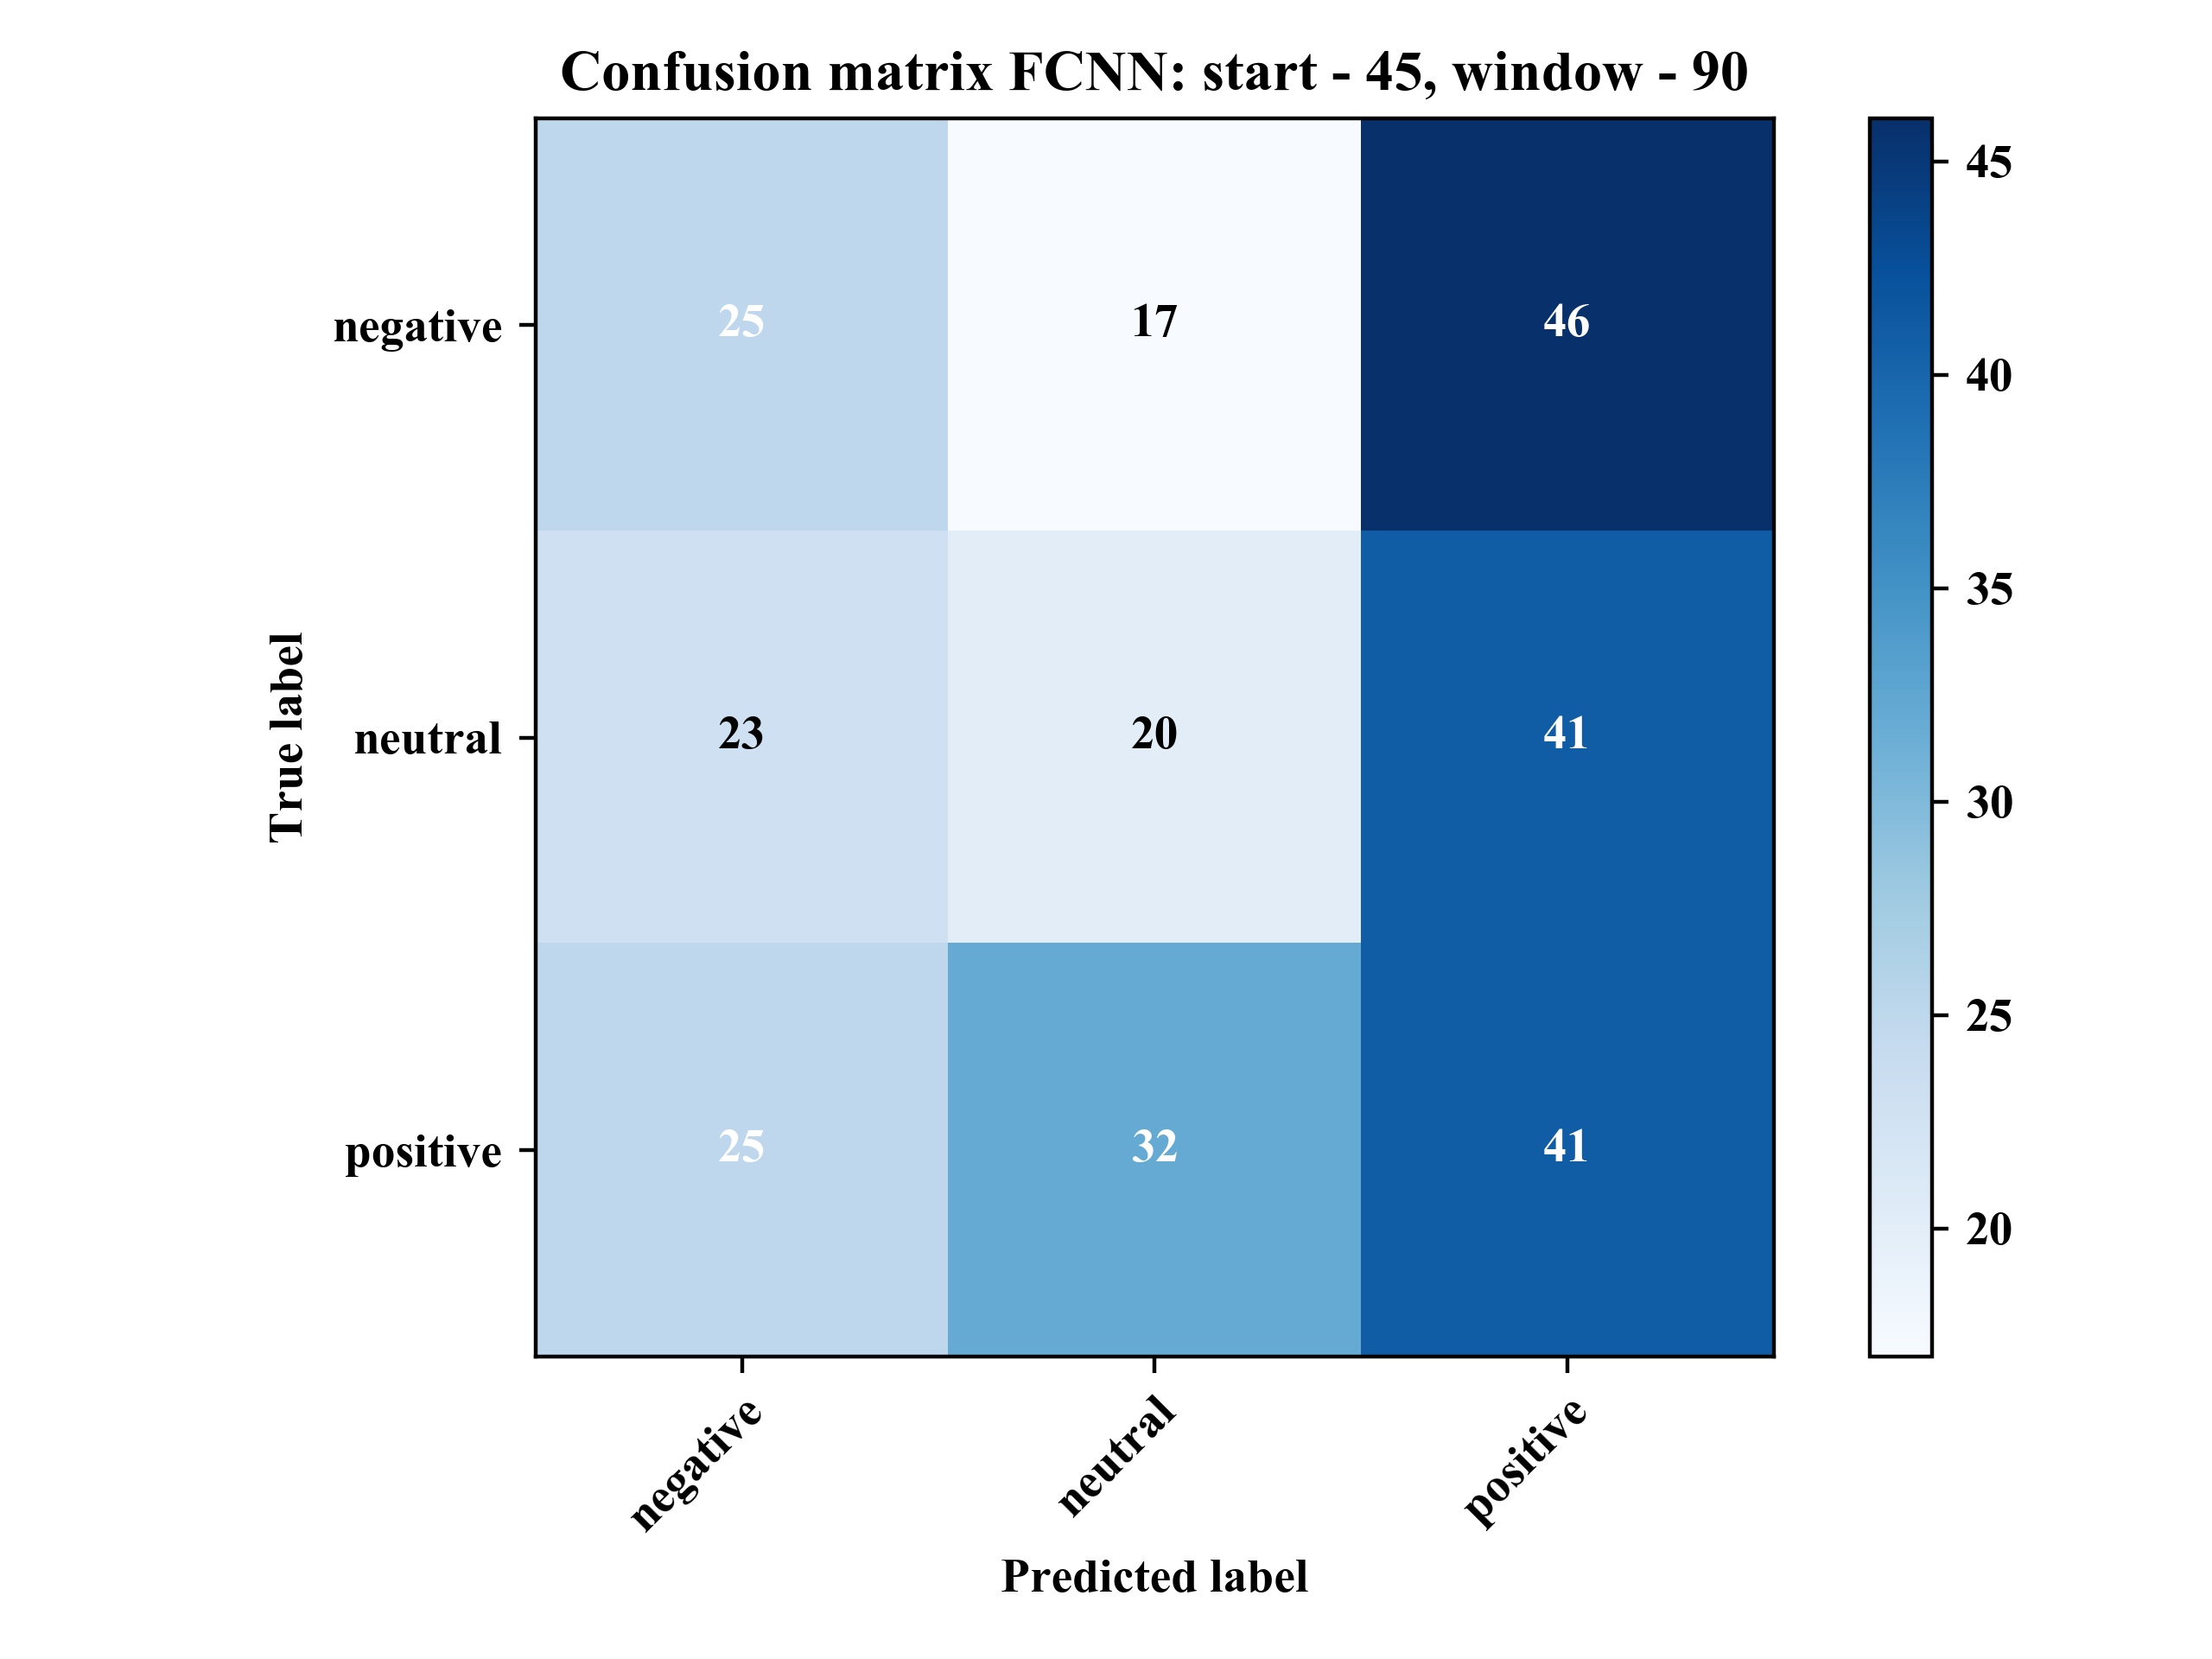 Confusion matrix FCNN: start - 45, window - 90
True label
negative 25 17 46
neutral 23 20 41
positive 25 32 41
negative neutral positive
Predicted label
45
40
35
30
25
20